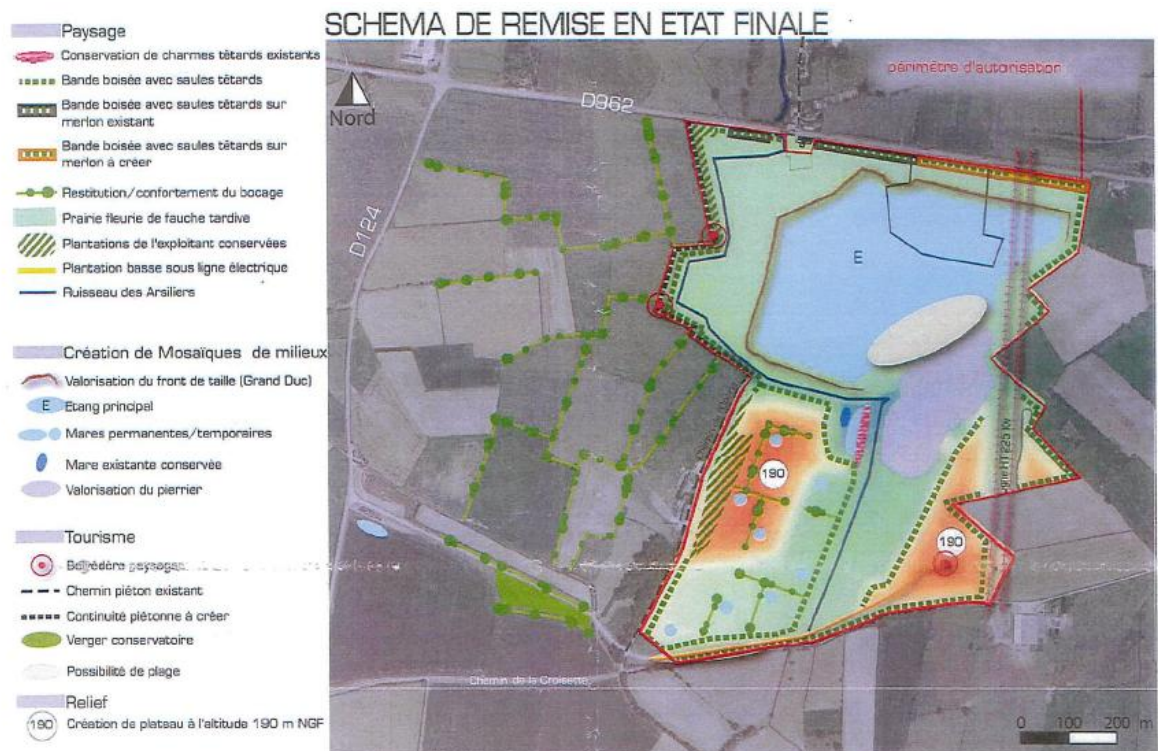 SCHEMA DE REMISE EN ETAT FINALE
Paysage
Conservation de charmes têtards existants
Bande boisée avec saules têtards
Bande boisée avec saules têtards sur
merlon existant
Bande boisée avec saules têtards sur
merlon à créer
Restitution/confortement du bocage
Prairie fleurie de fauche tardive
Plantations de l'exploitant conservées
Plantation basse sous ligne électrique
Ruisseau des Arsiliers
Création de Mosaïques de milieux
Valorisation du front de taille (Grand Duc)
E Etang principal
Mares permanentes/temporaires
Mare existante conservée
Valorisation du pierrier
Tourisme
Belvédère paysager
Chemin piéton existant
Continuité piétonne à créer
Verger conservatoire
Possibilité de plage
Relief
190 Création de plateau à l'altitude 190 m NGF
périmètre d'autorisation
Nord
D962
D124
E
190
190
Chemin de la Croisette
0 100 200 m